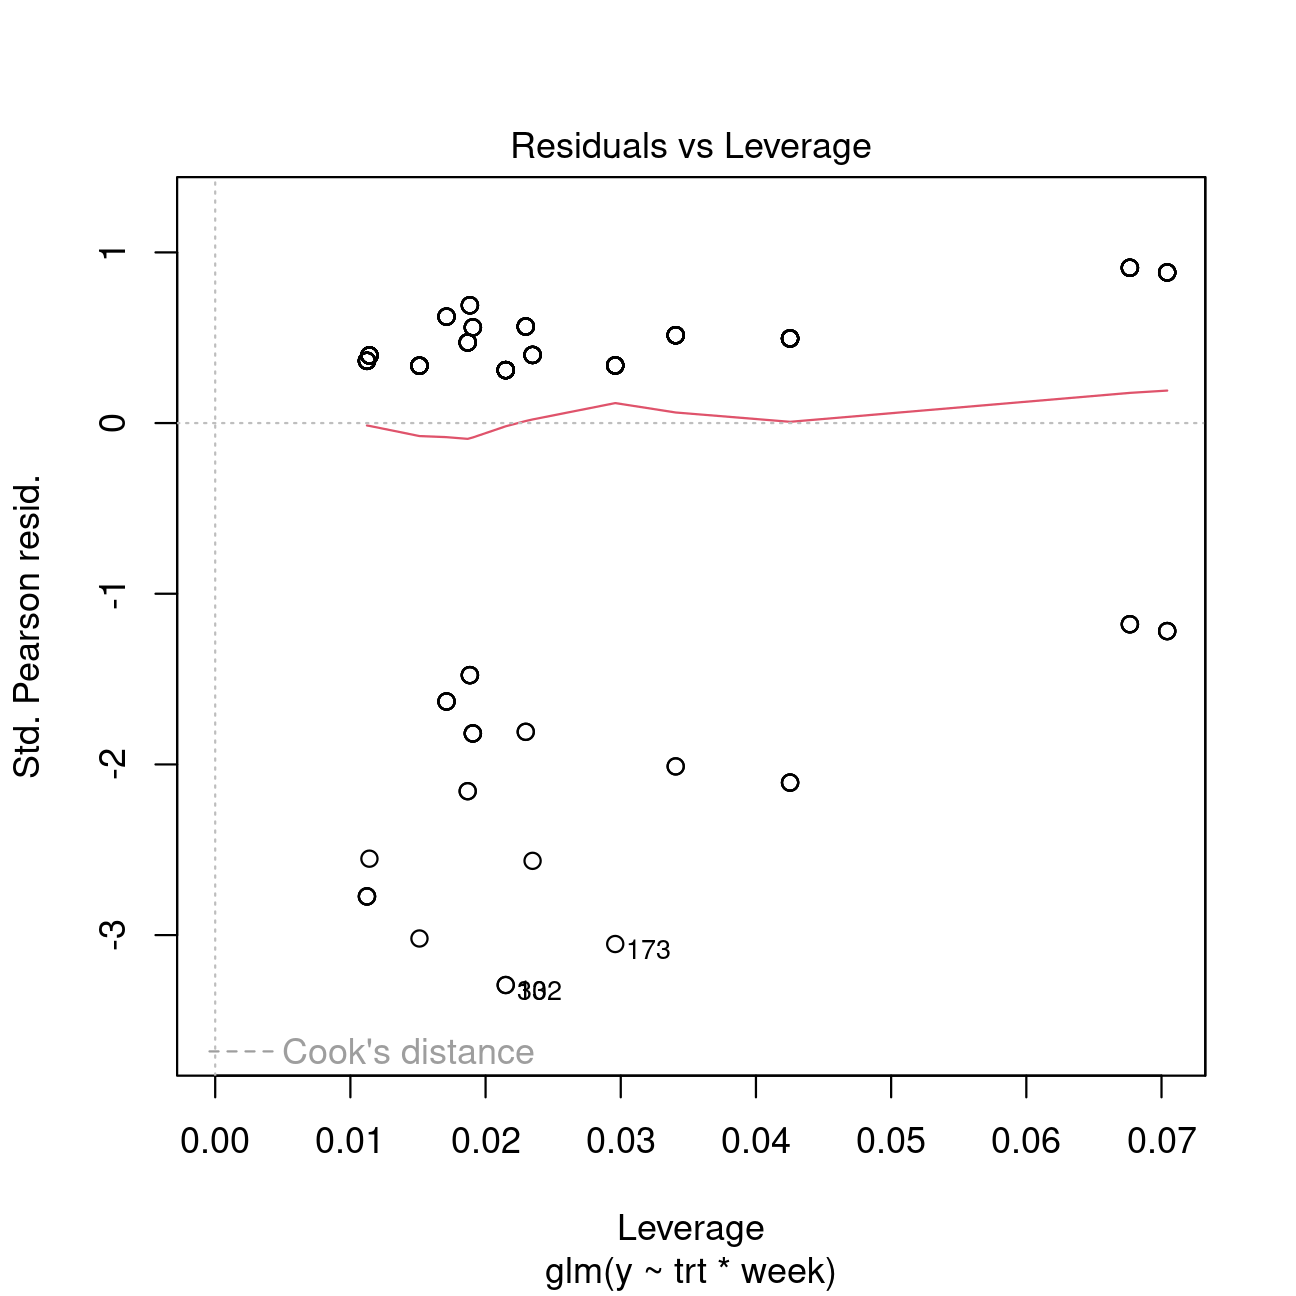 Residuals vs Leverage
Std. Pearson resid.
1
0
-1
-2
-3
173
Cook's distance
0.00 0.01 0.02 0.03 0.04 0.05 0.06 0.07
Leverage
glm(y ~ trt * week)